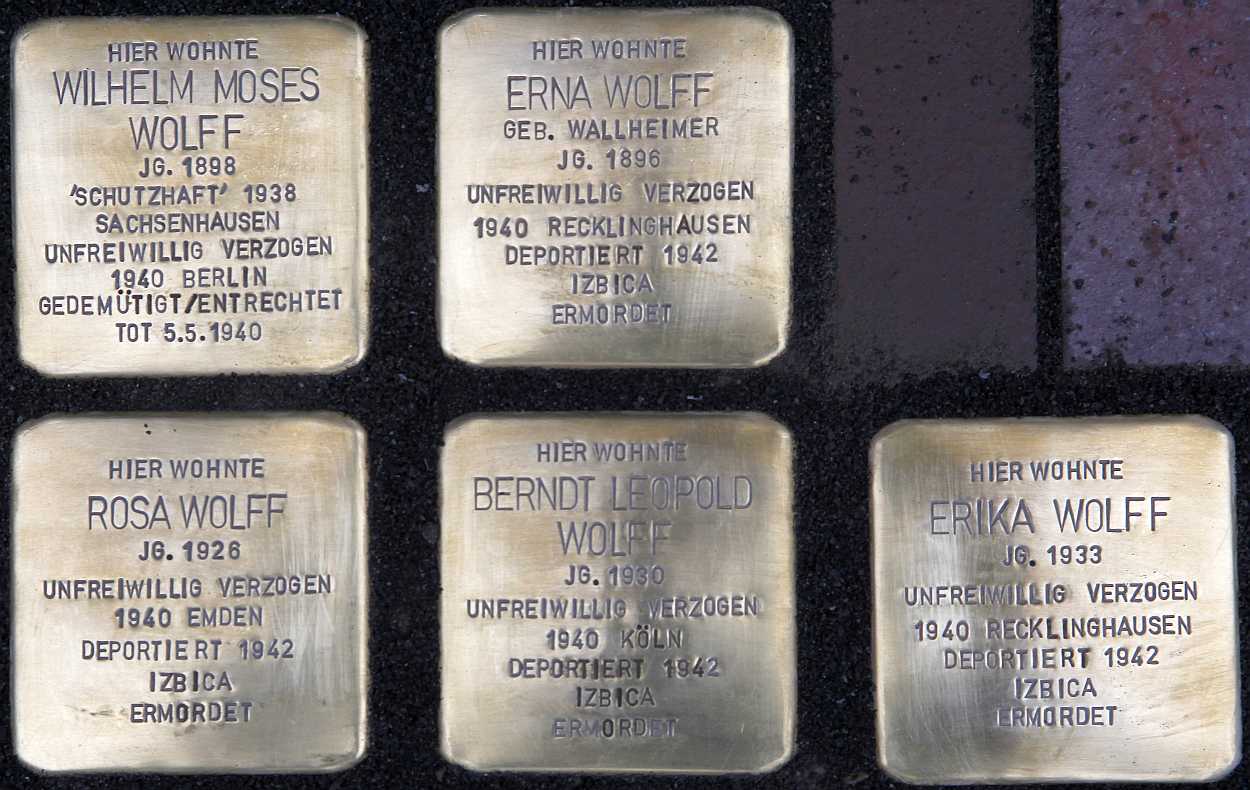 HIER WOHNTE
WILHELM MOSES
WOLFF
JG. 1898
'SCHUTZHAFT' 1938
SACHSENHAUSEN
UNFREIWILLIG VERZOGEN
1940 BERLIN
GEDEMÜTIGT/ENTRECHTET
TOT 5.5.1940
HIER WOHNTE
ERNA WOLFF
GEB. WALLHEIMER
JG. 1896
UNFREIWILLIG VERZOGEN
1940 RECKLINGHAUSEN
DEPORTIERT 1942
IZBICA
ERMORDET
HIER WOHNTE
ROSA WOLFF
JG. 1926
UNFREIWILLIG VERZOGEN
1940 EMDEN
DEPORTIERT 1942
IZBICA
ERMORDET
HIER WOHNTE
BERNDT LEOPOLD
WOLFF
JG. 1930
UNFREIWILLIG VERZOGEN
1940 KÖLN
DEPORTIERT 1942
IZBICA
ERMORDET
HIER WOHNTE
ERIKA WOLFF
JG. 1933
UNFREIWILLIG VERZOGEN
1940 RECKLINGHAUSEN
DEPORTIERT 1942
IZBICA
ERMORDET